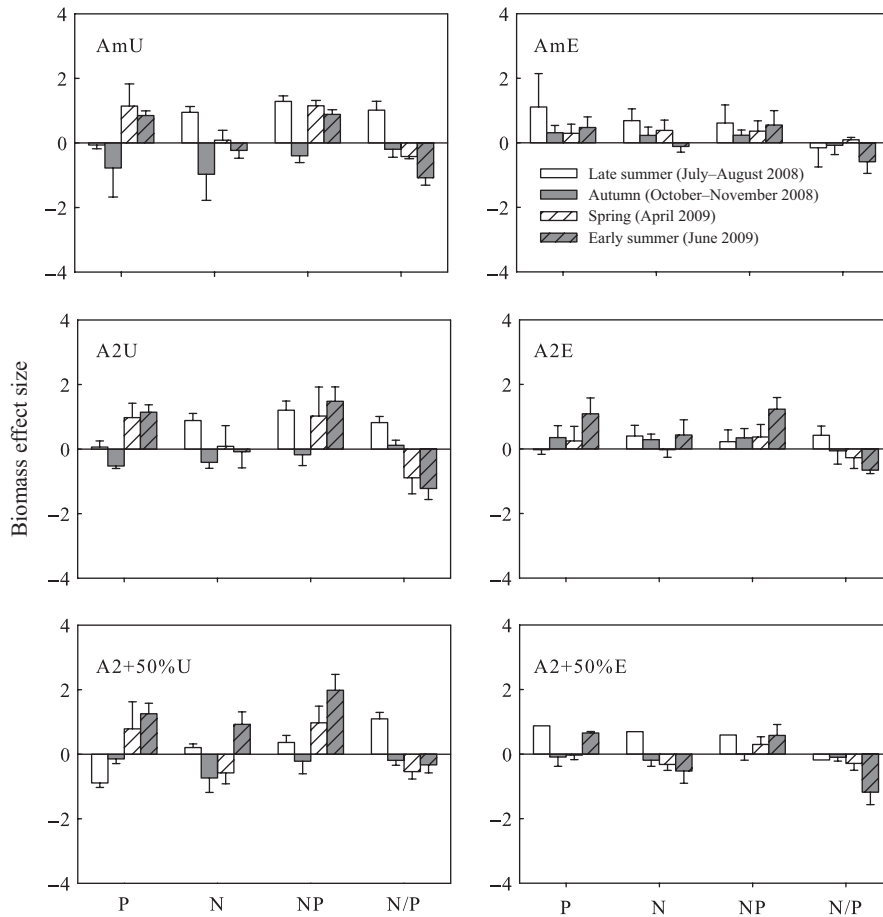 Biomass effect size
4
2
0
−2
−4
AmU
4
2
0
−2
−4
AmE
Late summer (July–August 2008)
Autumn (October–November 2008)
Spring (April 2009)
Early summer (June 2009)
4
2
0
−2
−4
A2U
4
2
0
−2
−4
A2E
4
2
0
−2
−4
A2+50%U
P N NP N/P
4
2
0
−2
−4
A2+50%E
P N NP N/P